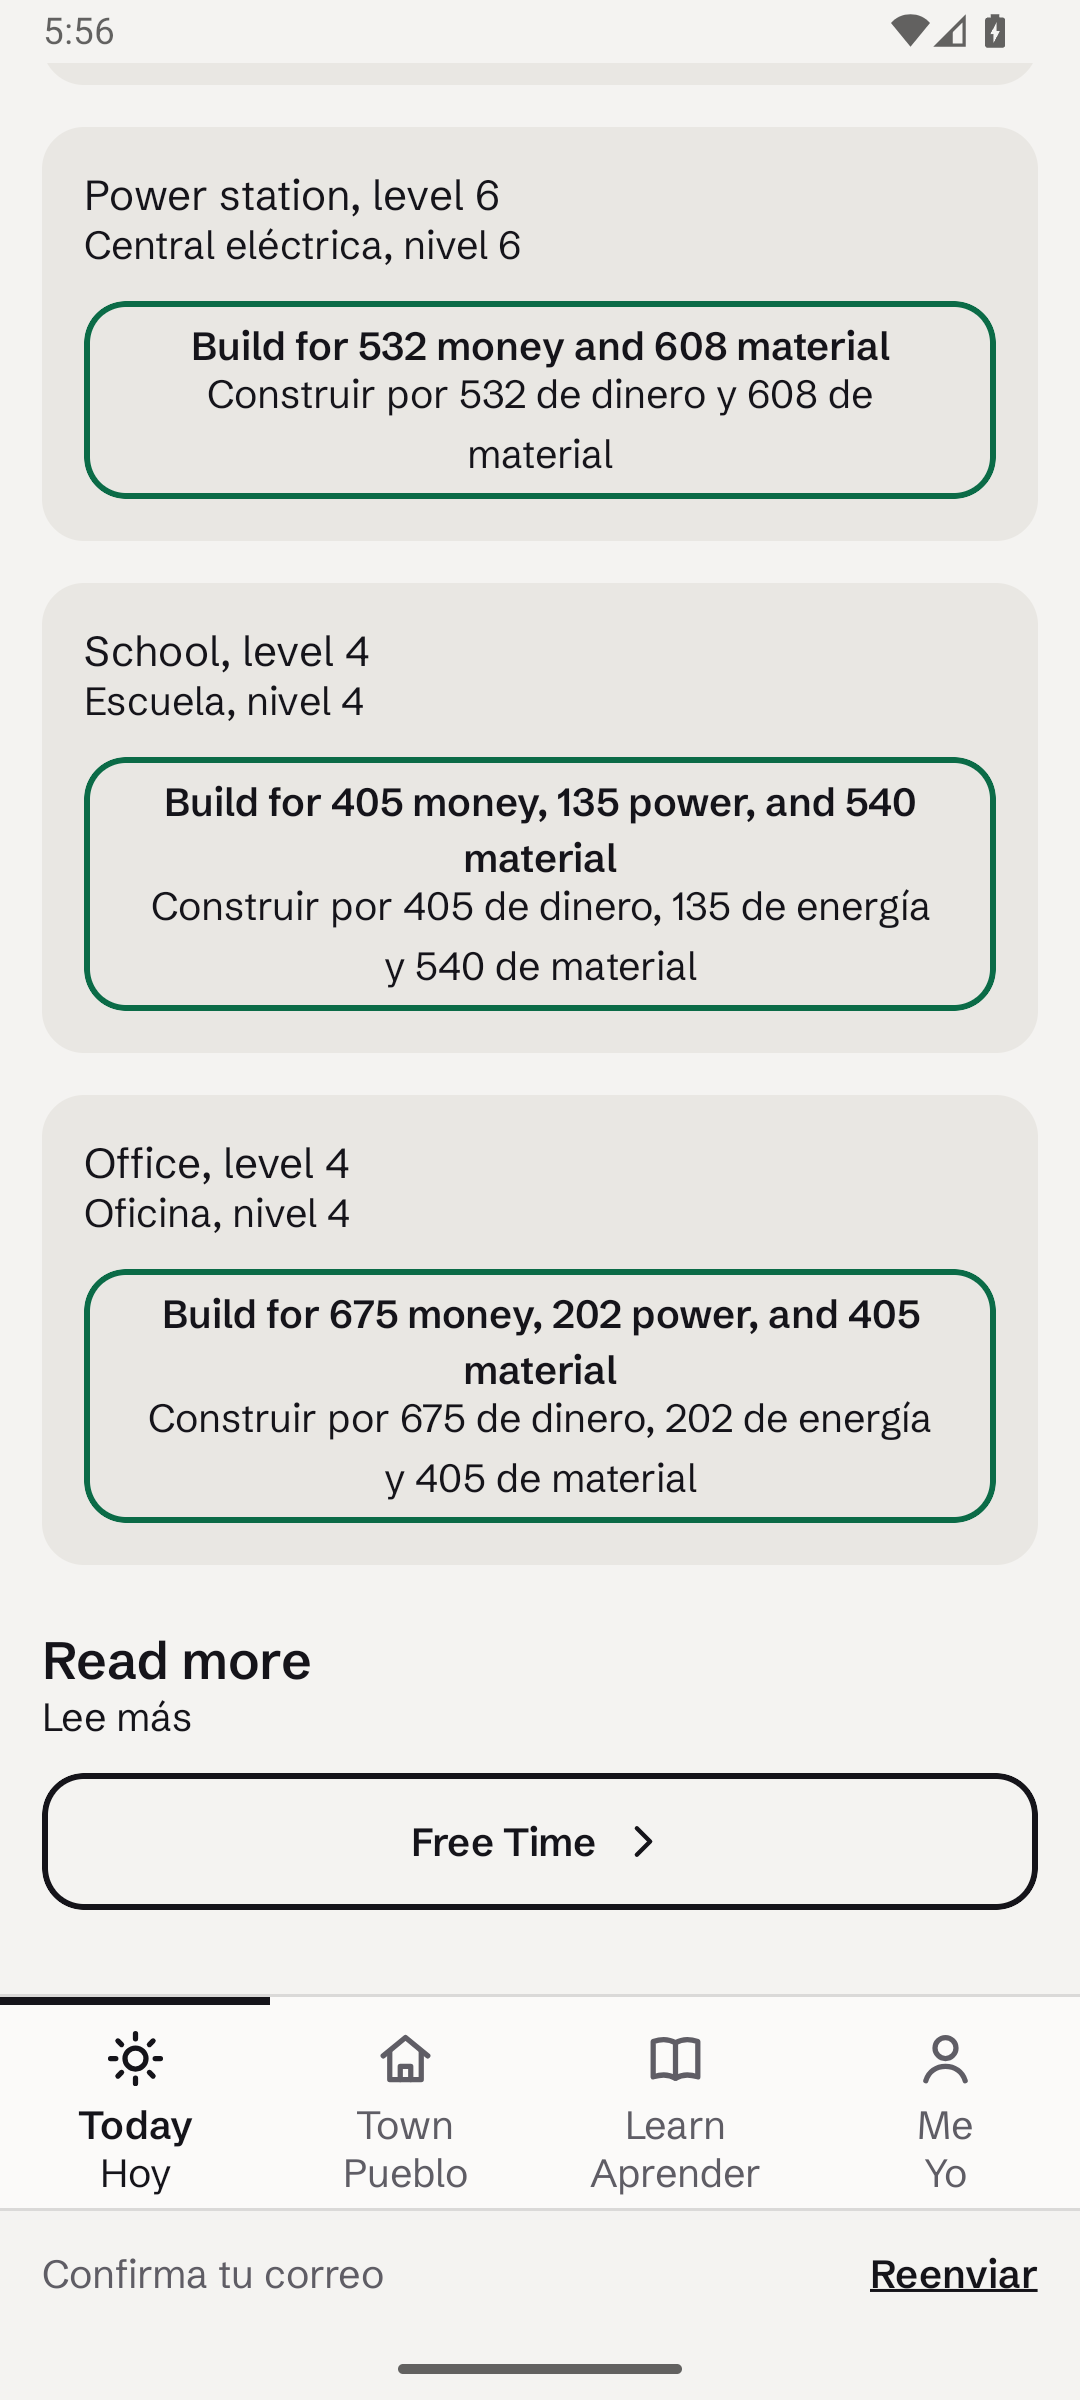 5:56
Power station, level 6
Central eléctrica, nivel 6
Build for 532 money and 608 material
Construir por 532 de dinero y 608 de
material
School, level 4
Escuela, nivel 4
Build for 405 money, 135 power, and 540
material
Construir por 405 de dinero, 135 de energía
y 540 de material
Office, level 4
Oficina, nivel 4
Build for 675 money, 202 power, and 405
material
Construir por 675 de dinero, 202 de energía
y 405 de material
Read more
Lee más
Free Time
Today
Hoy
Town
Pueblo
Learn
Aprender
Me
Yo
Confirma tu correo
Reenviar